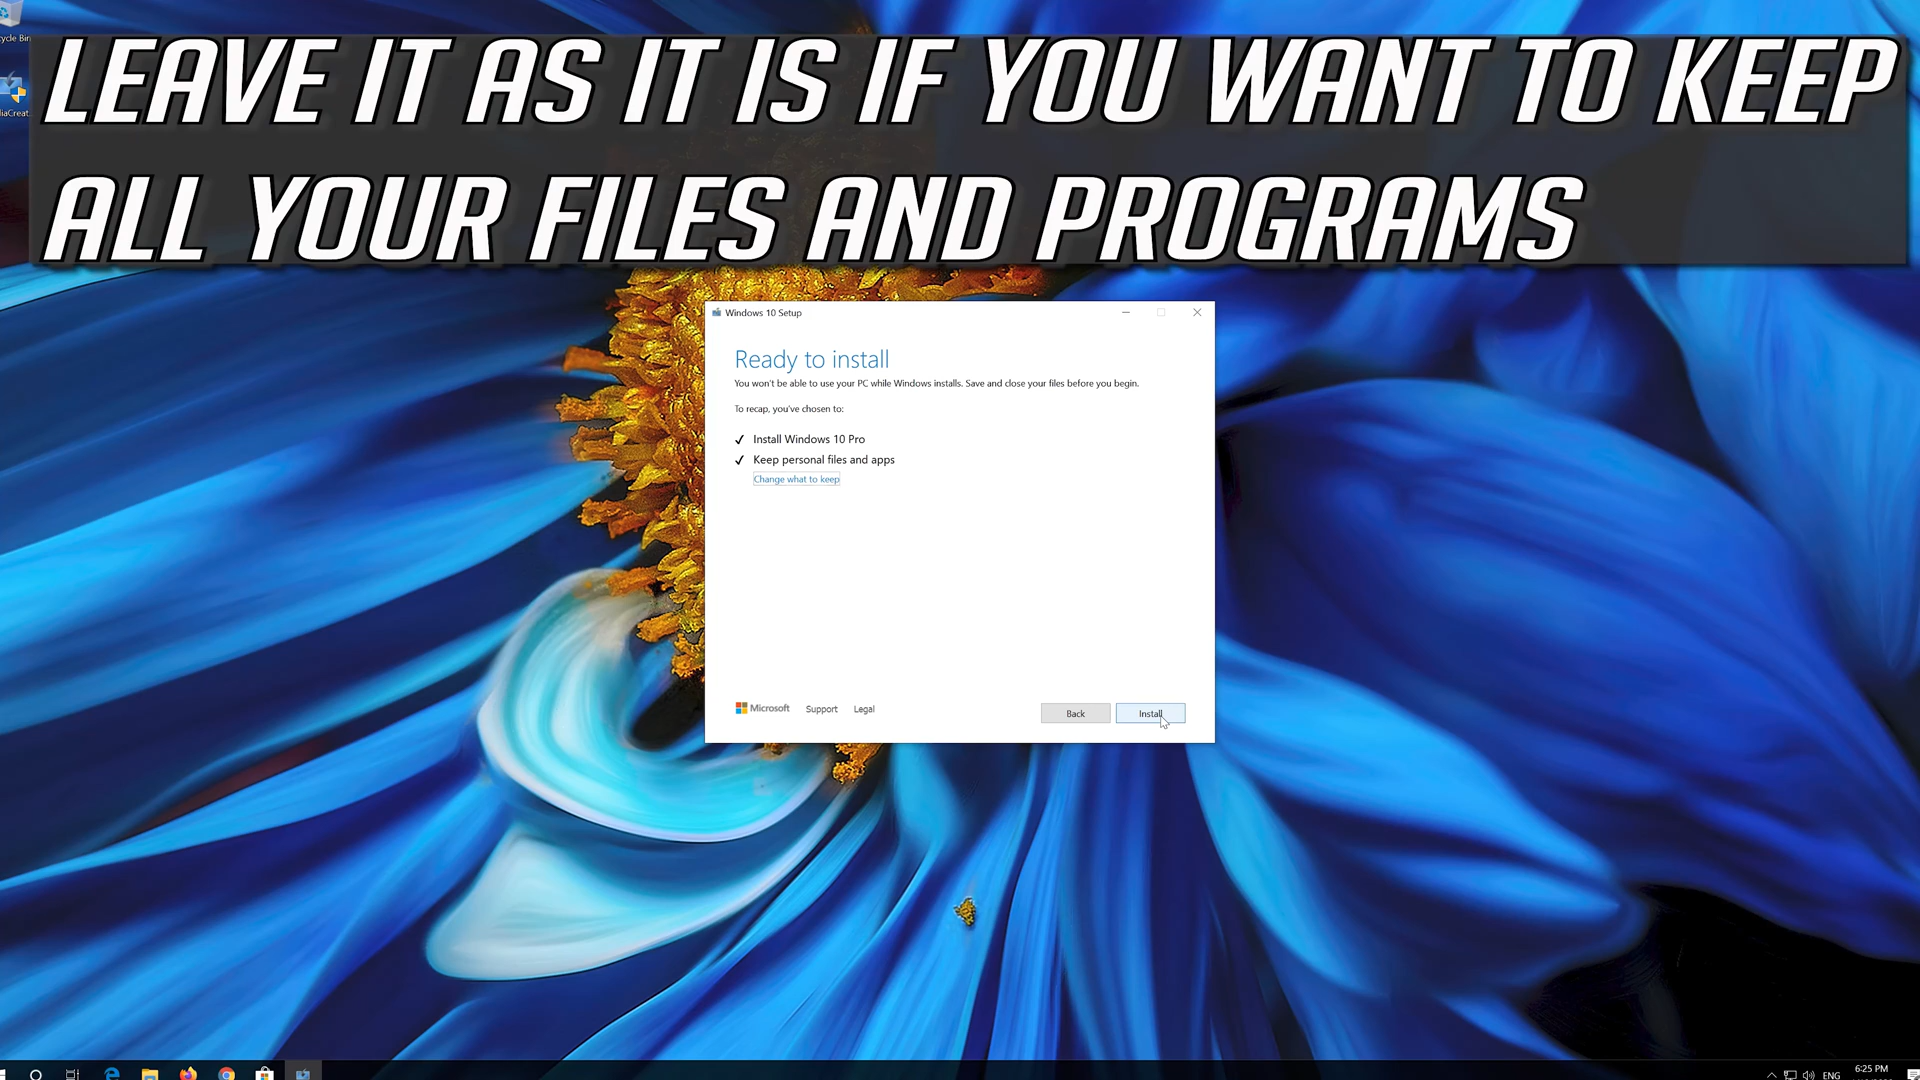 LEAVE IT AS IT IS IF YOU WANT TO KEEP
ALL YOUR FILES AND PROGRAMS
Windows 10 Setup
Ready to install
You won't be able to use your PC while Windows installs. Save and close your files before you begin.
To recap, you've chosen to:
Install Windows 10 Pro
Keep personal files and apps
Change what to keep
Microsoft Support Legal
Back Install
ENG
6:25 PM